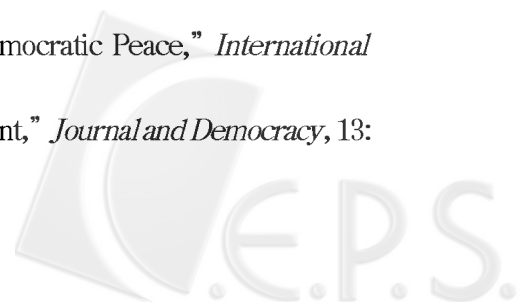 mocratic Peace,” International
nt,” Journal and Democracy, 13:
C.E.P.S.